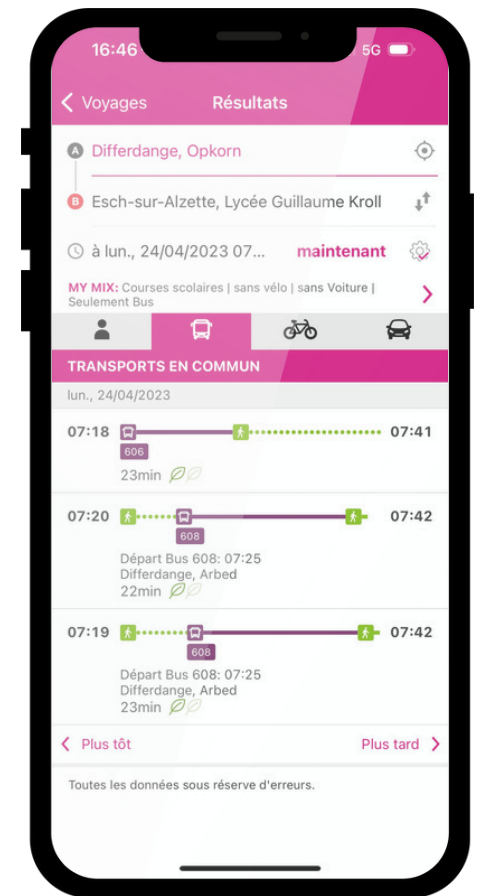 16:46 5G
Voyages Résultats
A Differdange, Opkorn
B Esch-sur-Alzette, Lycée Guillaume Kroll
à lun., 24/04/2023 07... maintenant
MY MIX: Courses scolaires | sans vélo | sans Voiture |
Seulement Bus
TRANSPORTS EN COMMUN
lun., 24/04/2023
07:18 07:41
606
23min
07:20 07:42
608
Départ Bus 608: 07:25
Differdange, Arbed
22min
07:19 07:42
608
Départ Bus 608: 07:25
Differdange, Arbed
23min
Plus tôt Plus tard
Toutes les données sous réserve d'erreurs.